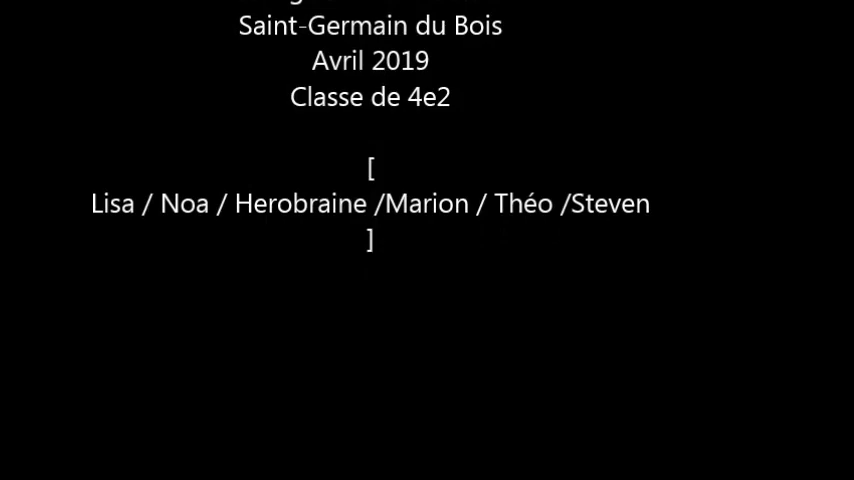 Saint-Germain du Bois
Avril 2019
Classe de 4e2
[
Lisa / Noa / Herobraine /Marion / Théo /Steven
]